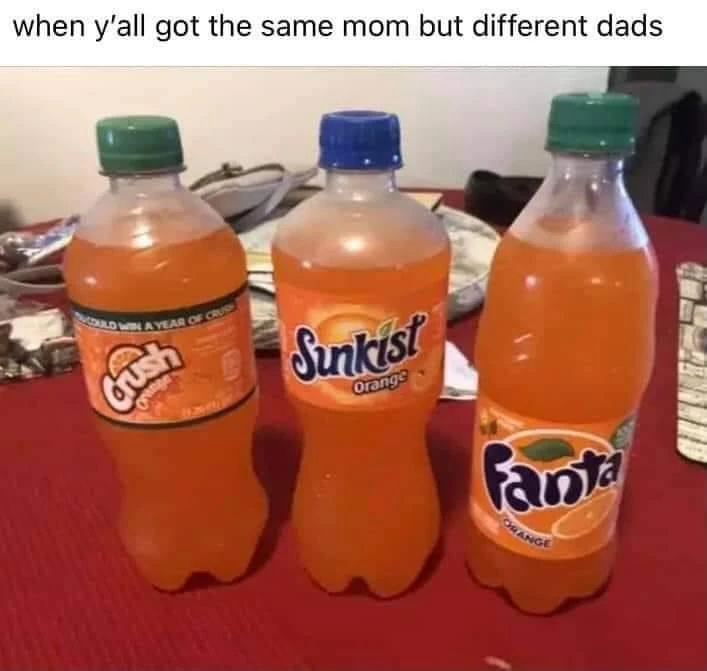 when y'all got the same mom but different dads
COULD WIN A YEAR OF CRUSH
Crush
Orange
Sunkist
Orange
Fanta
ORANGE